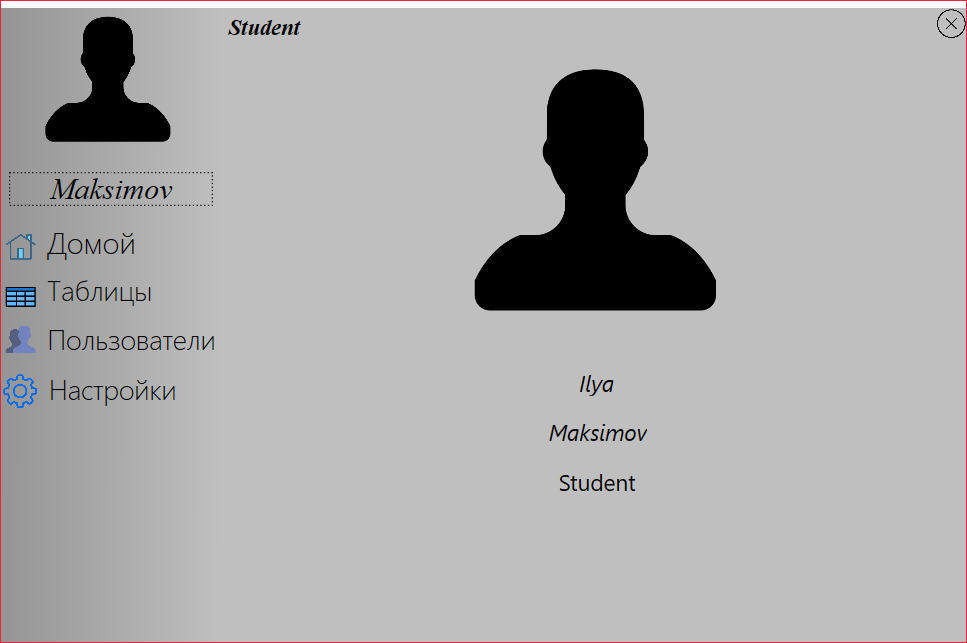 Student
Maksimov
Домой
Таблицы
Пользователи
Настройки
Ilya
Maksimov
Student